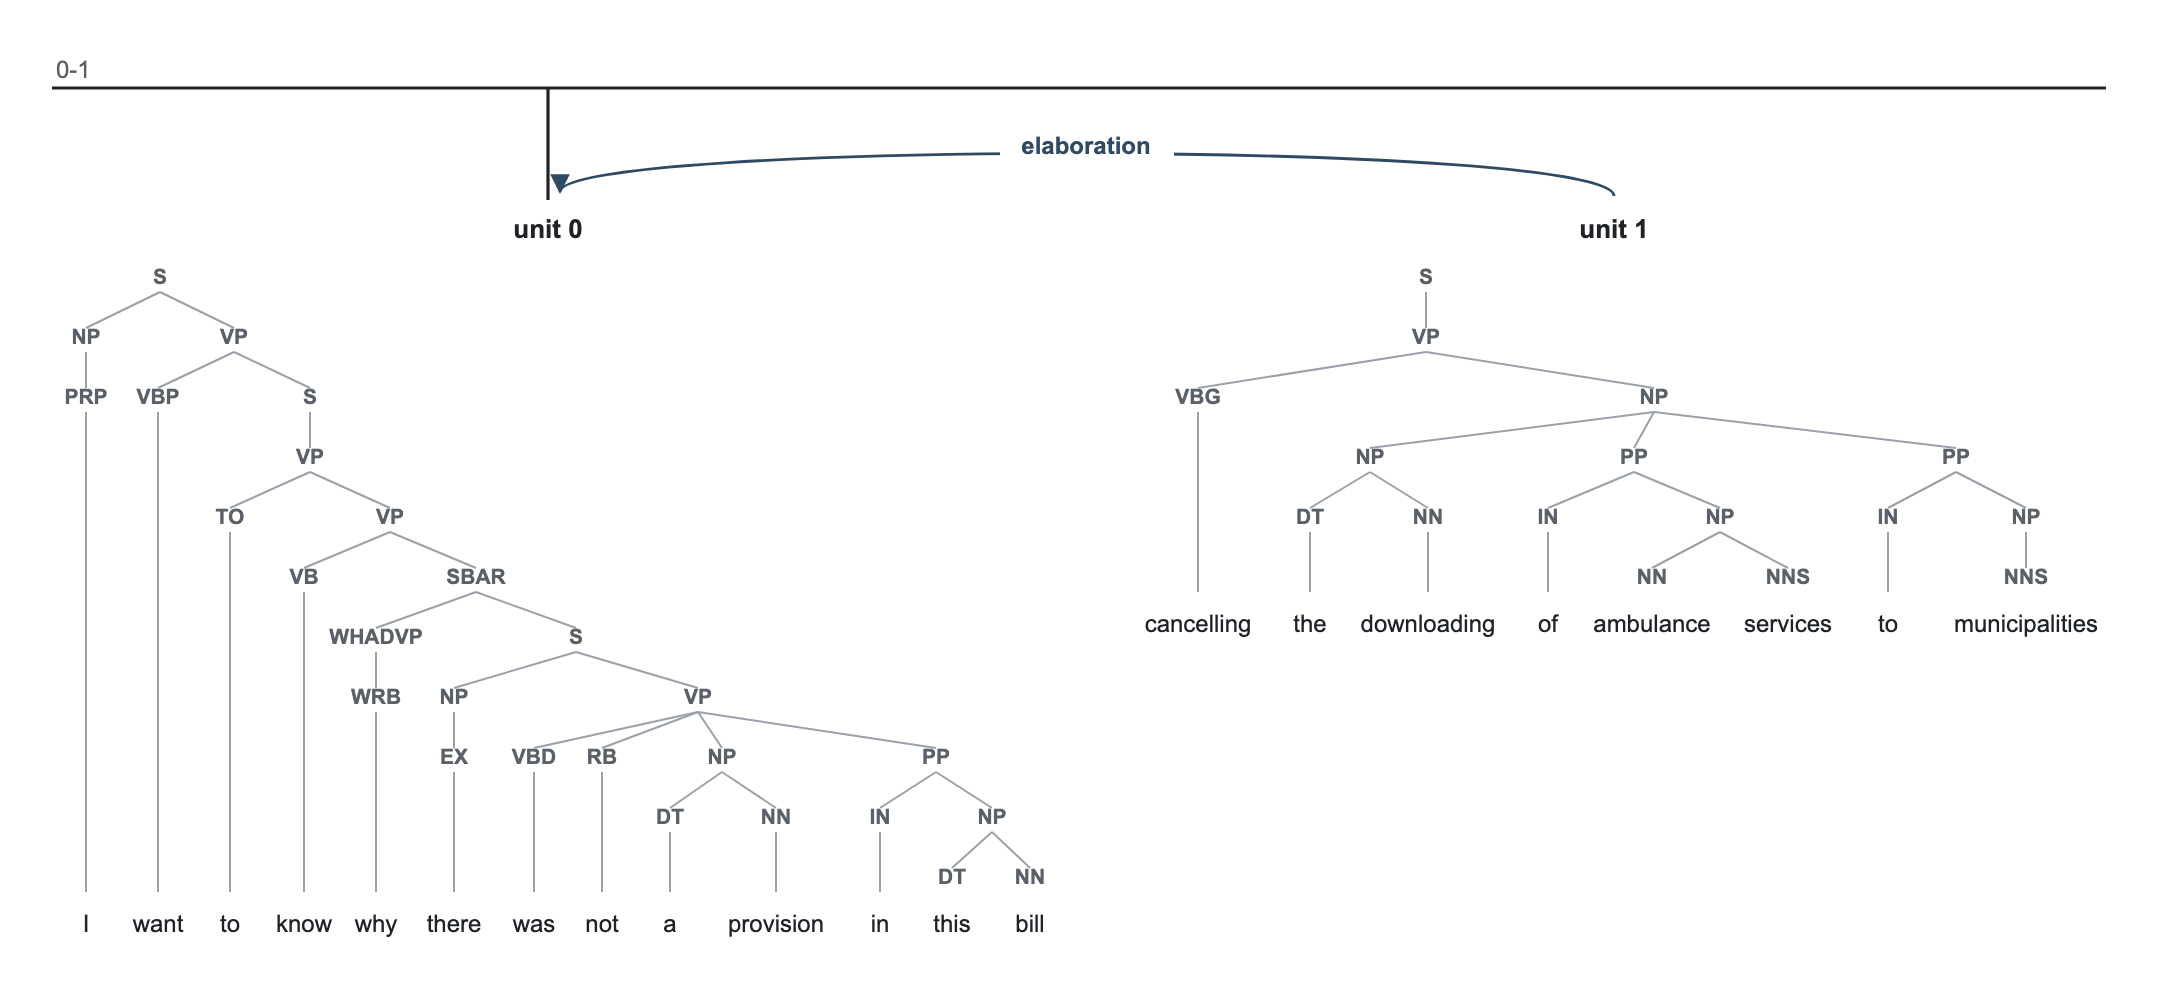 0-1
elaboration
unit 0 unit 1
S S
NP VP VP
PRP VBP S VBG NP
VP NP PP PP
TO VP DT NN IN NP IN NP
VB SBAR NN NNS NNS
cancelling the downloading of ambulance services to municipalities
WHADVP S
WRB NP VP
EX VBD RB NP PP
DT NN IN NP
DT NN
I want to know why there was not a provision in this bill